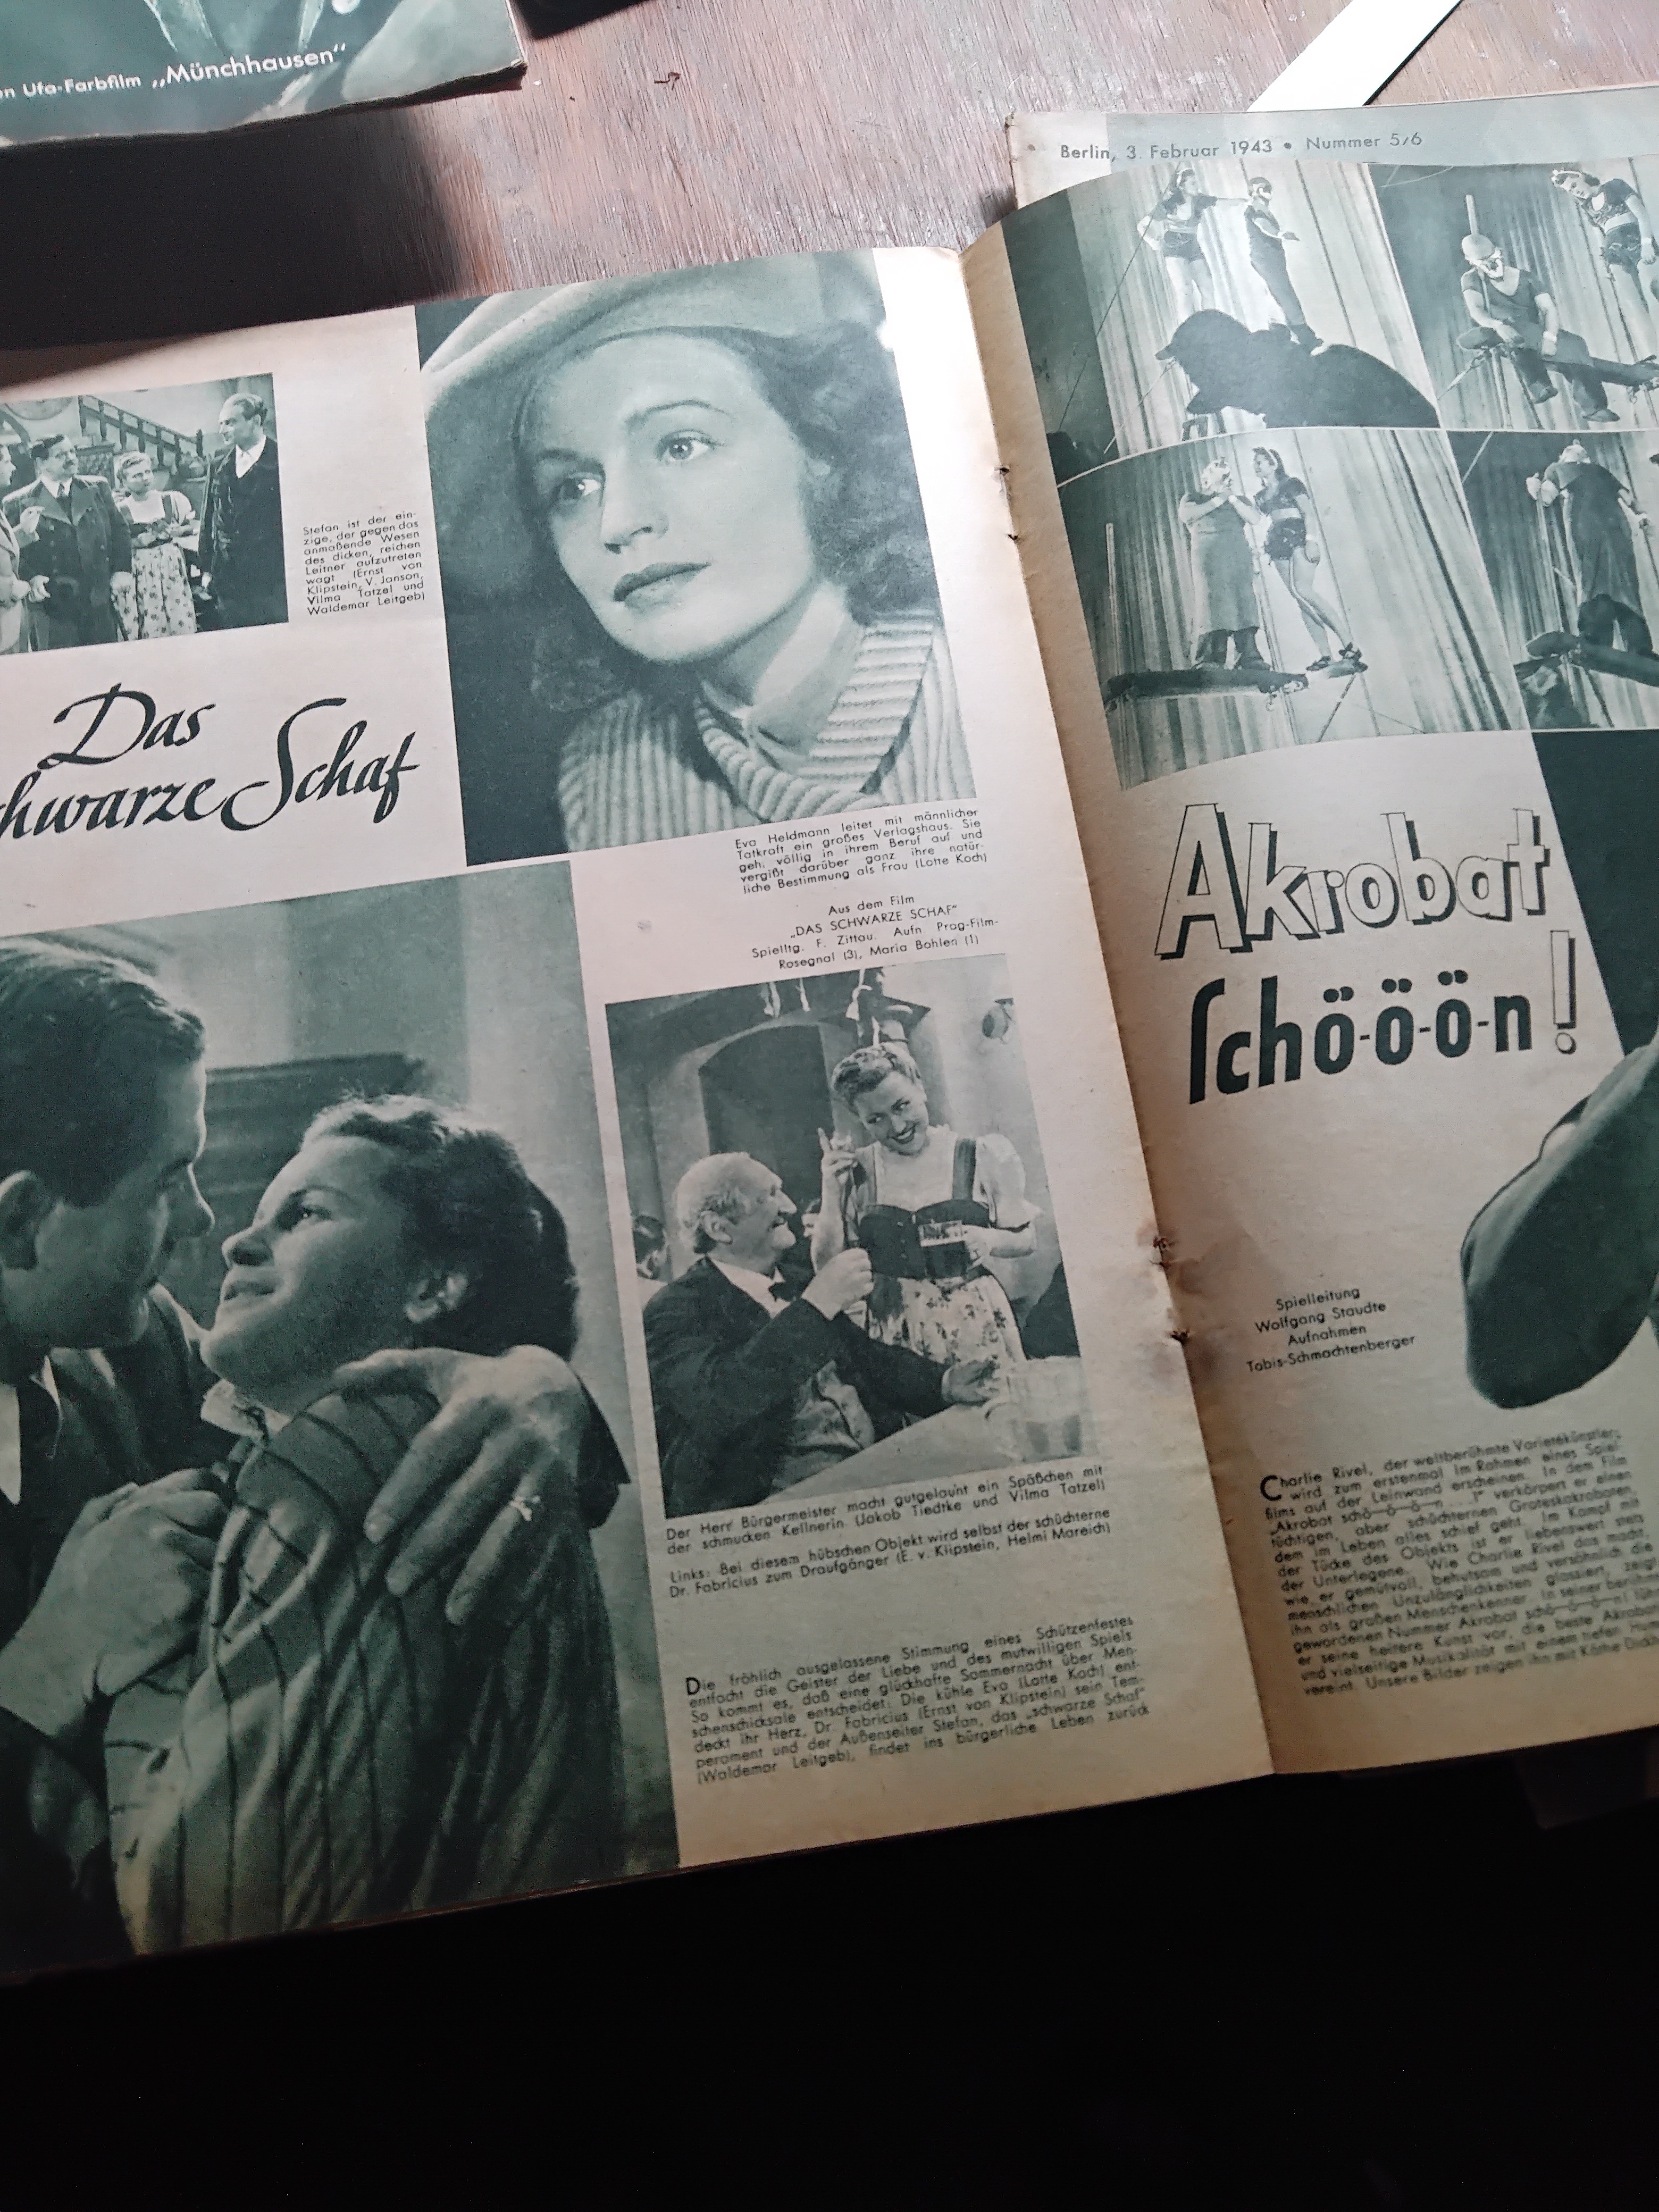 en Ufa-Farbfilm „Münchhausen“
Berlin, 3. Februar 1943 • Nummer 5/6
Stefan ist der ein-
zige, der gegen das
anmaßende Wesen
des dicken, reichen
Leitner aufzutreten
wagt (Ernst von
Klipstein, V. Janson,
Vilma Tatzel und
Waldemar Leitgeb)
Das
chwarze Schaf
Eva Heldmann leitet mit männlicher
Tatkraft ein großes Verlagshaus. Sie
geht völlig in ihrem Beruf auf und
vergißt darüber ganz ihre natür-
liche Bestimmung als Frau (Lotte Koch)
Aus dem Film
„DAS SCHWARZE SCHAF“
Spielltg. F. Zittau. Aufn. Prag-Film-
Rosegnal (3), Maria Bohlen (1)
Der Herr Bürgermeister macht gutgelaunt ein Späßchen mit
der schmucken Kellnerin (Jakob Tiedtke und Vilma Tatzel)
Links: Bei diesem hübschen Objekt wird selbst der schüchterne
Dr. Fabricius zum Draufgänger (E. v. Klipstein, Helmi Mareich)
Die fröhlich ausgelassene Stimmung eines Schützenfestes
entfacht die Geister der Liebe und des mutwilligen Spiels
So kommt es, daß eine glückhafte Sommernacht über Men-
schenschicksale entscheidet: Die kühle Eva (Lotte Koch) ent-
deckt ihr Herz, Dr. Fabricius (Ernst von Klipstein) sein Tem-
perament und der Außenseiter Stefan, das „schwarze Schaf“
(Waldemar Leitgeb), findet ins bürgerliche Leben zurück
Akrobat
schö-ö-ö-n!
Spielleitung
Wolfgang Staudte
Aufnahmen
Tobis-Schmachtenberger
Charlie Rivel, der weltberühmte Varietékünstler,
wird zum erstenmal im Rahmen eines Spiel-
films auf der Leinwand erscheinen. In dem Film
„Akrobat schö—ö—ö—n . . . !“ verkörpert er einen
tüchtigen, aber schüchternen Groteskakrobaten,
dem im Leben alles schief geht. Im Kampf mit
der Tücke des Objekts ist er liebenswert stets
der Unterlegene. Wie Charlie Rivel das macht,
wie er gemütvoll, behutsam und versöhnlich die
menschlichen Unzulänglichkeiten glossiert, zeigt
ihn als großen Menschenkenner. In seiner berühm
gewordenen Nummer Akrobat schö—ö—ö—n! führ
er seine heitere Kunst vor, die beste Akrobat
und vielseitige Musikalität mit einem tiefen Hum
vereint. Unsere Bilder zeigen ihn mit Käthe Dickh